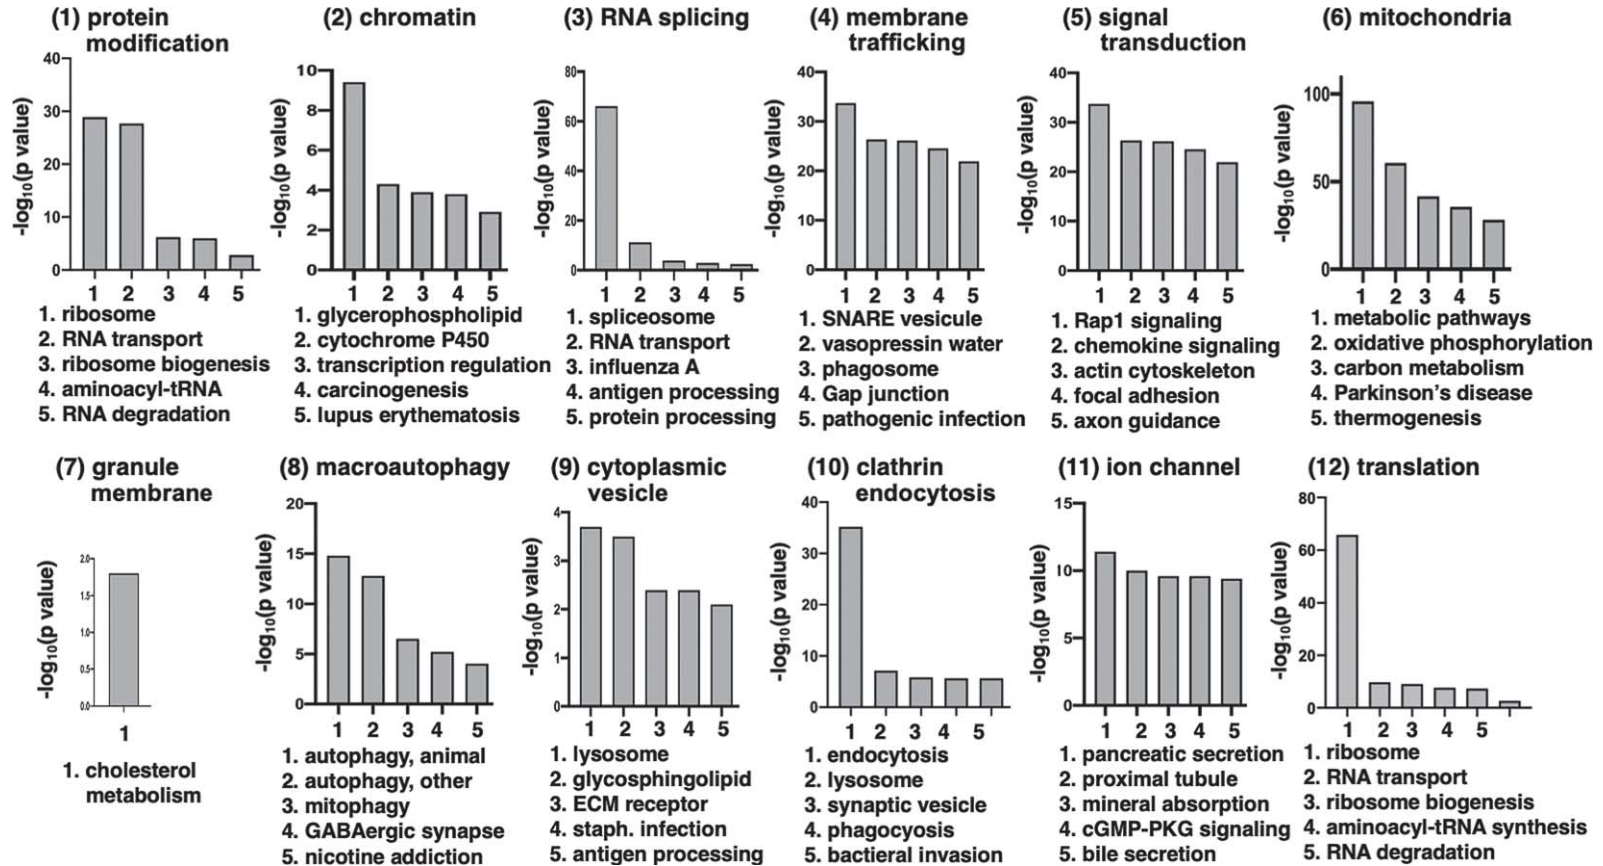 (1) protein
modification
-log10(p value)
40
30
20
10
0
1 2 3 4 5
1. ribosome
2. RNA transport
3. ribosome biogenesis
4. aminoacyl-tRNA
5. RNA degradation
(2) chromatin
-log10(p value)
10
8
6
4
2
0
1 2 3 4 5
1. glycerophospholipid
2. cytochrome P450
3. transcription regulation
4. carcinogenesis
5. lupus erythematosis
(3) RNA splicing
-log10(p value)
80
60
40
20
0
1 2 3 4 5
1. spliceosome
2. RNA transport
3. influenza A
4. antigen processing
5. protein processing
(4) membrane
trafficking
-log10(p value)
40
30
20
10
0
1 2 3 4 5
1. SNARE vesicule
2. vasopressin water
3. phagosome
4. Gap junction
5. pathogenic infection
(5) signal
transduction
-log10(p value)
40
30
20
10
0
1 2 3 4 5
1. Rap1 signaling
2. chemokine signaling
3. actin cytoskeleton
4. focal adhesion
5. axon guidance
(6) mitochondria
-log10(p value)
100
50
0
1 2 3 4 5
1. metabolic pathways
2. oxidative phosphorylation
3. carbon metabolism
4. Parkinson's disease
5. thermogenesis
(7) granule
membrane
-log10(p value)
2.0
1.5
1.0
0.5
0.0
1
1. cholesterol
metabolism
(8) macroautophagy
-log10(p value)
20
15
10
5
0
1 2 3 4 5
1. autophagy, animal
2. autophagy, other
3. mitophagy
4. GABAergic synapse
5. nicotine addiction
(9) cytoplasmic
vesicle
-log10(p value)
4
3
2
1
0
1 2 3 4 5
1. lysosome
2. glycosphingolipid
3. ECM receptor
4. staph. infection
5. antigen processing
(10) clathrin
endocytosis
-log10(p value)
40
30
20
10
0
1 2 3 4 5
1. endocytosis
2. lysosome
3. synaptic vesicle
4. phagocyosis
5. bactieral invasion
(11) ion channel
-log10(p value)
15
10
5
0
1 2 3 4 5
1. pancreatic secretion
2. proximal tubule
3. mineral absorption
4. cGMP-PKG signaling
5. bile secretion
(12) translation
-log10(p value)
80
60
40
20
0
1 2 3 4 5
1. ribosome
2. RNA transport
3. ribosome biogenesis
4. aminoacyl-tRNA synthesis
5. RNA degradation